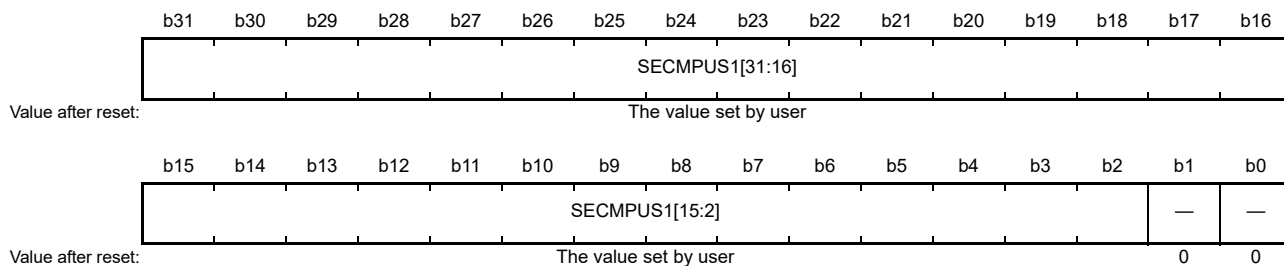 b31 b30 b29 b28 b27 b26 b25 b24 b23 b22 b21 b20 b19 b18 b17 b16
SECMPUS1[31:16]
Value after reset: The value set by user
b15 b14 b13 b12 b11 b10 b9 b8 b7 b6 b5 b4 b3 b2 b1 b0
SECMPUS1[15:2] — —
Value after reset: The value set by user 0 0